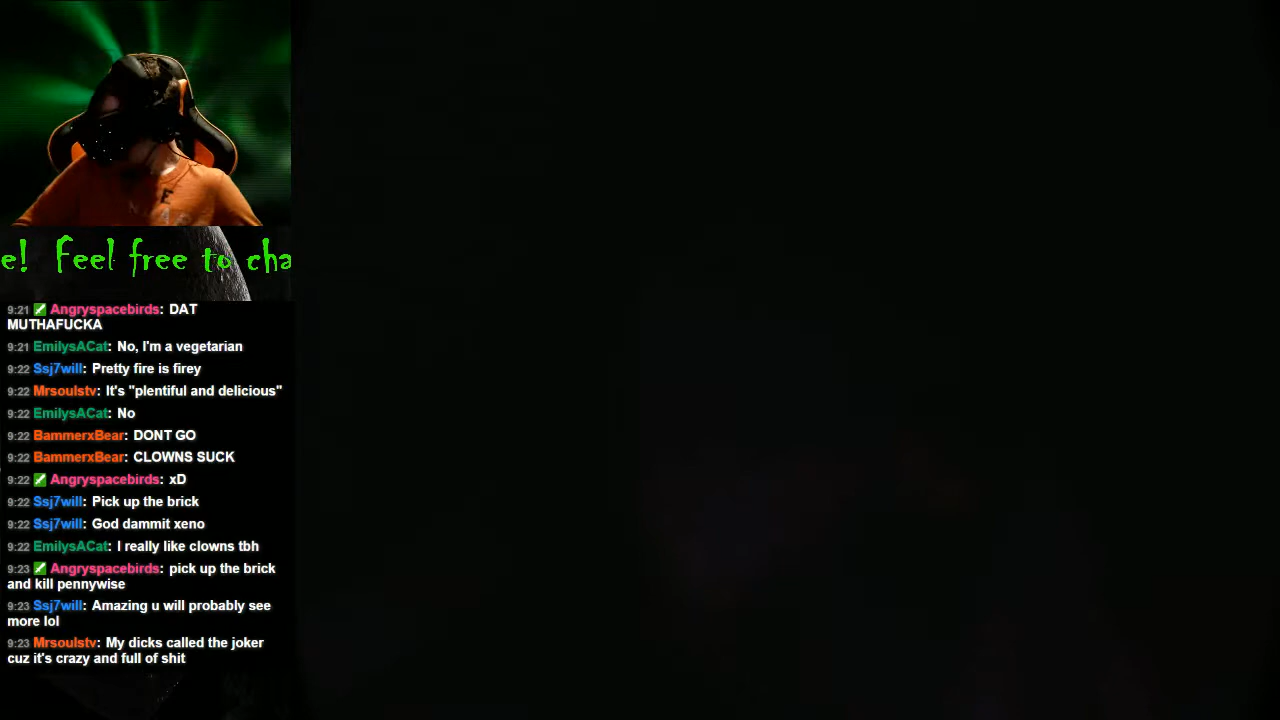 e! Feel free to cha
9:21 Angryspacebirds: DAT
MUTHAFUCKA
9:21 EmilysACat: No, I'm a vegetarian
9:22 Ssj7will: Pretty fire is firey
9:22 Mrsoulstv: It's "plentiful and delicious"
9:22 EmilysACat: No
9:22 BammerxBear: DONT GO
9:22 BammerxBear: CLOWNS SUCK
9:22 Angryspacebirds: xD
9:22 Ssj7will: Pick up the brick
9:22 Ssj7will: God dammit xeno
9:22 EmilysACat: I really like clowns tbh
9:23 Angryspacebirds: pick up the brick
and kill pennywise
9:23 Ssj7will: Amazing u will probably see
more lol
9:23 Mrsoulstv: My dicks called the joker
cuz it's crazy and full of shit